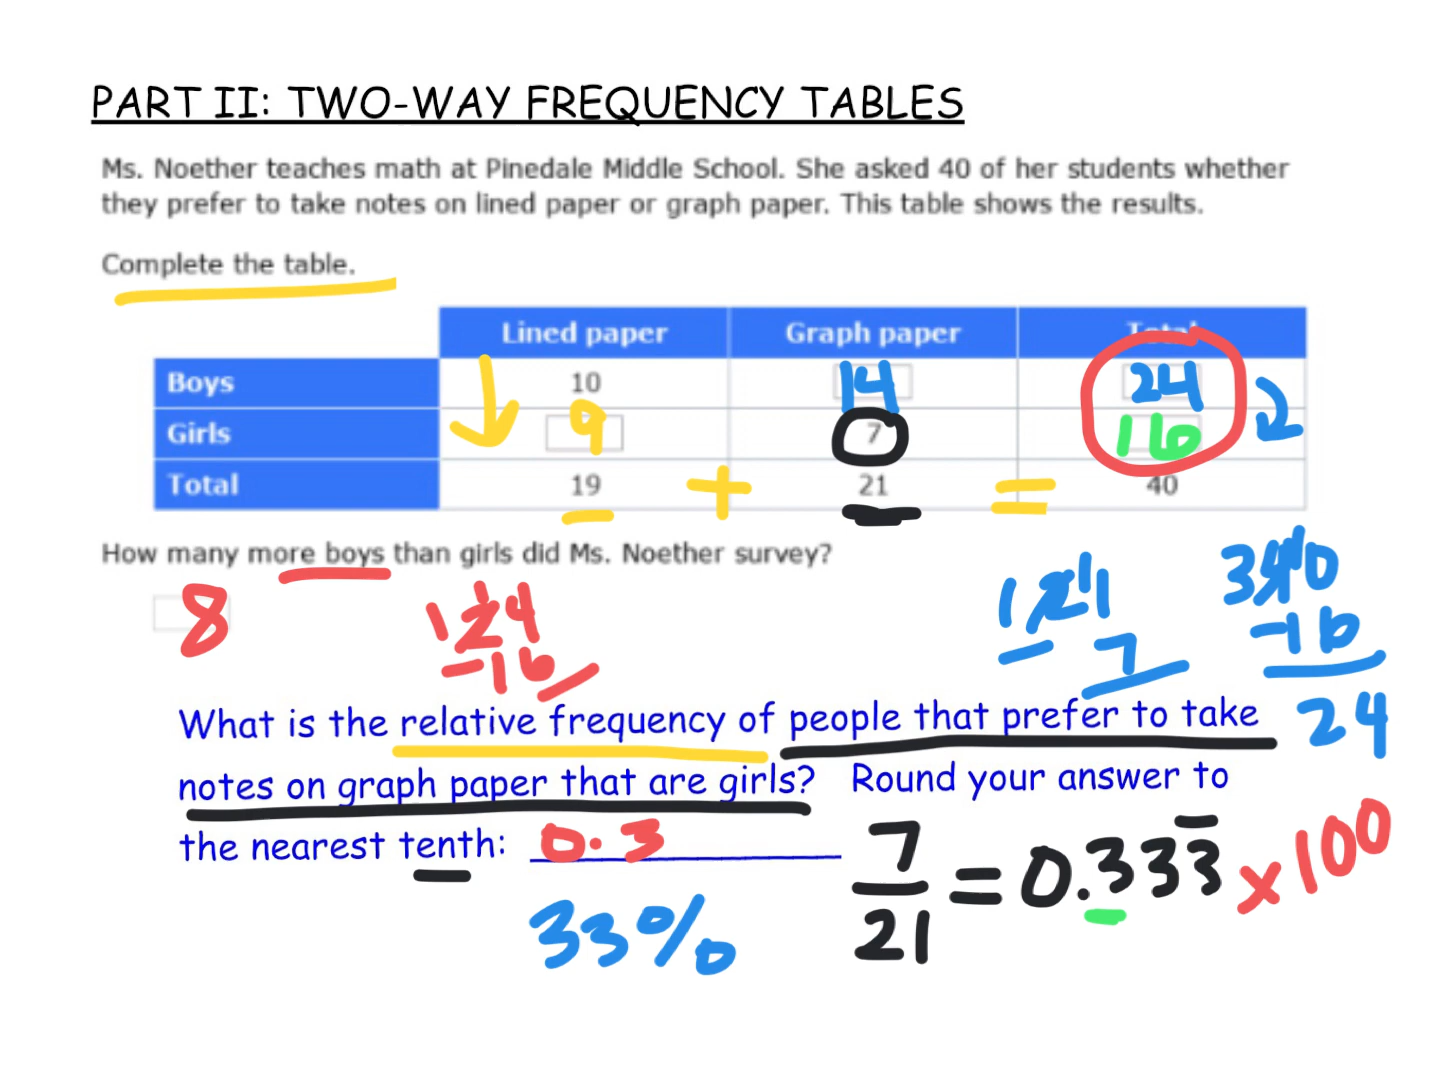 PART II: TWO-WAY FREQUENCY TABLES
Ms. Noether teaches math at Pinedale Middle School. She asked 40 of her students whether
they prefer to take notes on lined paper or graph paper. This table shows the results.
Complete the table.
Lined paper Graph paper Total
Boys 10 14 24
Girls 9 7 16
Total 19 + 21 = 40
How many more boys than girls did Ms. Noether survey?
8
1 24
-16
1 21
- 7
3 40
-16
24
What is the relative frequency of people that prefer to take
notes on graph paper that are girls? Round your answer to
the nearest tenth: 0.3
7
21
= 0.333 x 100
33%